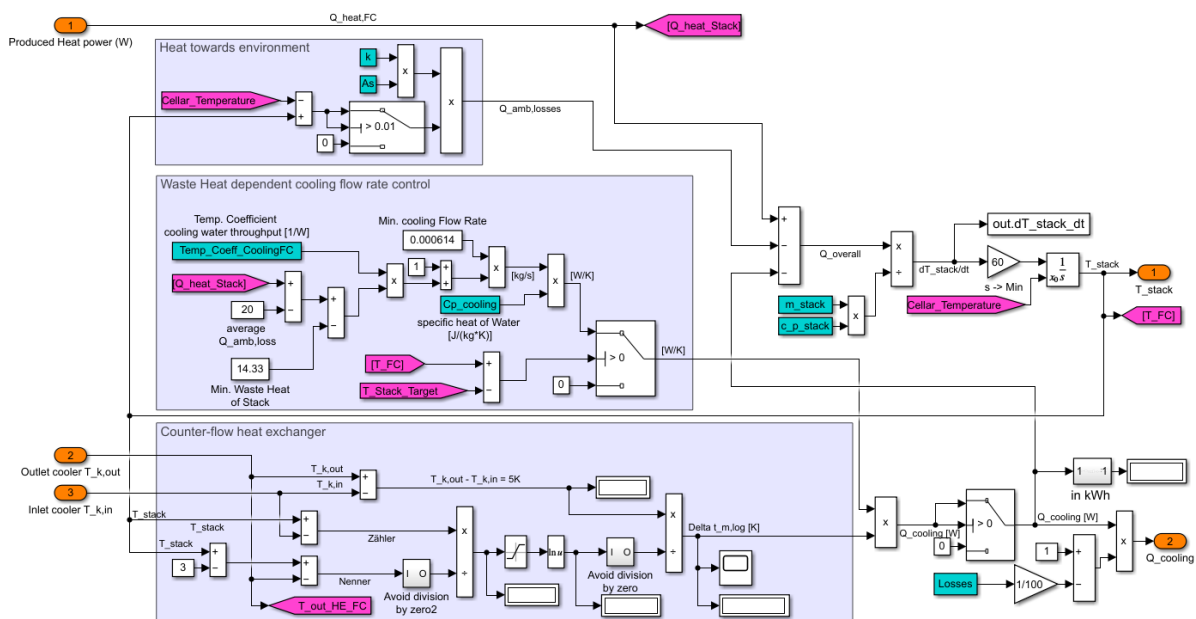 1
Produced Heat power (W)
Q_heat,FC
[Q_heat_Stack]
Heat towards environment
k
As
x
x
Cellar_Temperature
−
+
> 0.01
0
Q_amb,losses
Waste Heat dependent cooling flow rate control
Temp. Coefficient
cooling water throughput [1/W]
Temp_Coeff_CoolingFC
Min. cooling Flow Rate
0.000614
[Q_heat_Stack]
+
−
20
average
Q_amb,loss
+
−
14.33
Min. Waste Heat
of Stack
x
1
+
+
x
[kg/s]
x
[W/K]
Cp_cooling
specific heat of Water
[J/(kg*K)]
[T_FC]
T_Stack_Target
+
−
> 0
0
[W/K]
+
−
−
Q_overall
x
÷
m_stack
c_p_stack
x
dT_stack/dt
out.dT_stack_dt
60
s -> Min
Cellar_Temperature
1
s
x₀
T_stack
1
T_stack
[T_FC]
Counter-flow heat exchanger
2
Outlet cooler T_k,out
3
Inlet cooler T_k,in
T_k,out
T_k,in
+
−
T_k,out - T_k,in = 5K
T_stack
T_stack
T_stack
+
−
Zähler
3
+
−
+
−
Nenner
I O
Avoid division
by zero2
T_out_HE_FC
x
÷
ln u
I O
Avoid division
by zero
x
÷
Delta t_m,log [K]
x
Q_cooling [W]
> 0
0
Q_cooling [W]
1 1
in kWh
1
+
−
Losses
1/100
x
2
Q_cooling